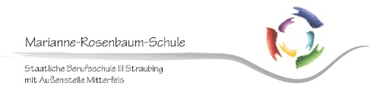 Marianne-Rosenbaum-Schule
Staatliche Berufsschule III Straubing
mit Außenstelle Mitterfels